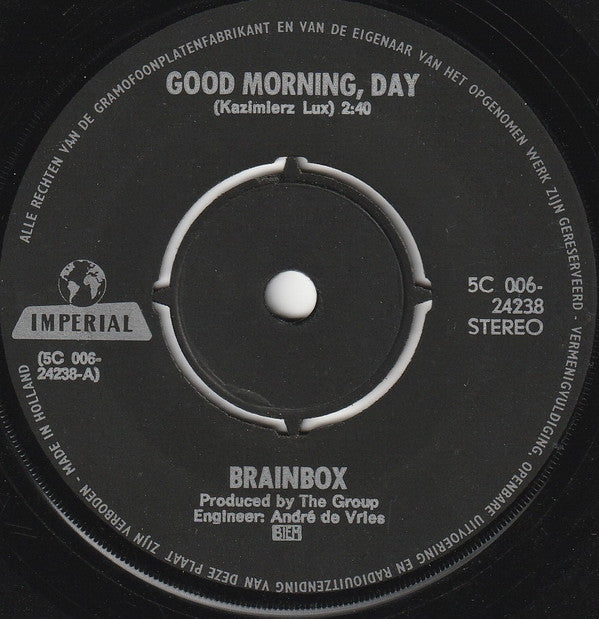 ALLE RECHTEN VAN DE GRAMOFOONPLATENFABRIKANT EN VAN DE EIGENAAR VAN HET OPGENOMEN WERK ZIJN GERESERVEERD - VERMENIGVULDIGING, OPENBARE UITVOERING EN RADIOUITZENDING VAN DEZE PLAAT ZIJN VERBODEN - MADE IN HOLLAND
GOOD MORNING, DAY
(Kazimierz Lux) 2:40
IMPERIAL
(5C 006-
24238-A)
5C 006-
24238
STEREO
BRAINBOX
Produced by The Group
Engineer: André de Vries
BIEM